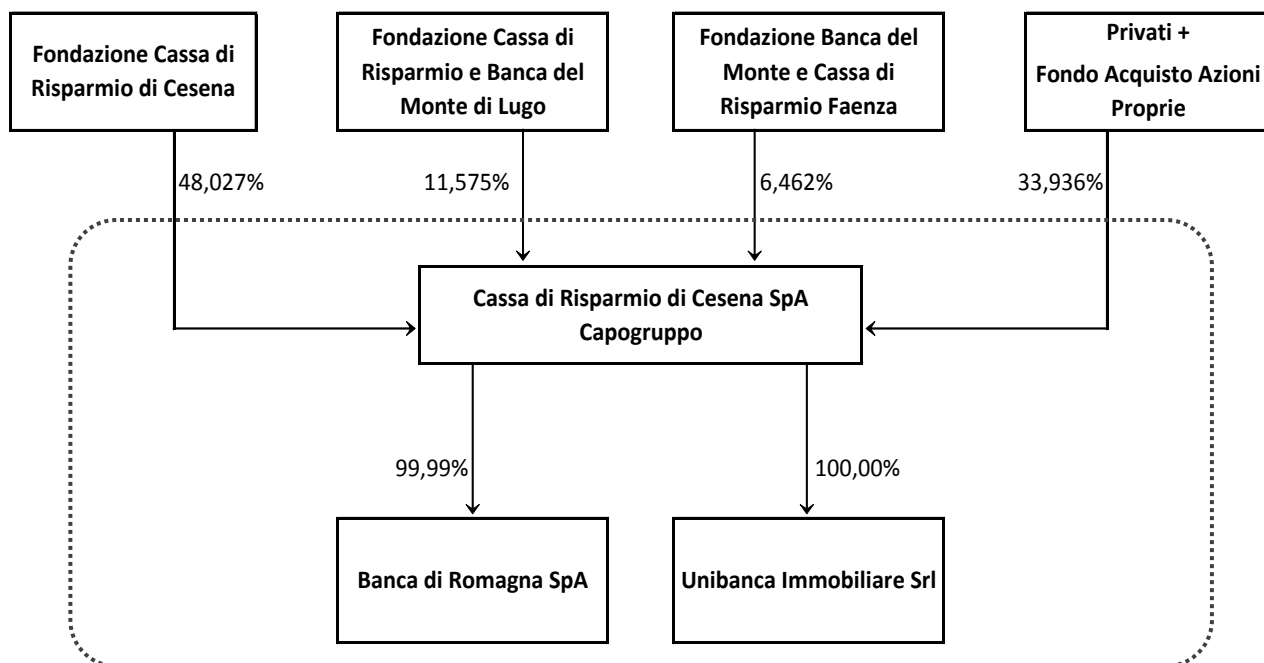 Fondazione Cassa di
Risparmio di Cesena
Fondazione Cassa di
Risparmio e Banca del
Monte di Lugo
Fondazione Banca del
Monte e Cassa di
Risparmio Faenza
Privati +
Fondo Acquisto Azioni
Proprie
48,027%
11,575%
6,462%
33,936%
Cassa di Risparmio di Cesena SpA
Capogruppo
99,99%
100,00%
Banca di Romagna SpA
Unibanca Immobiliare Srl